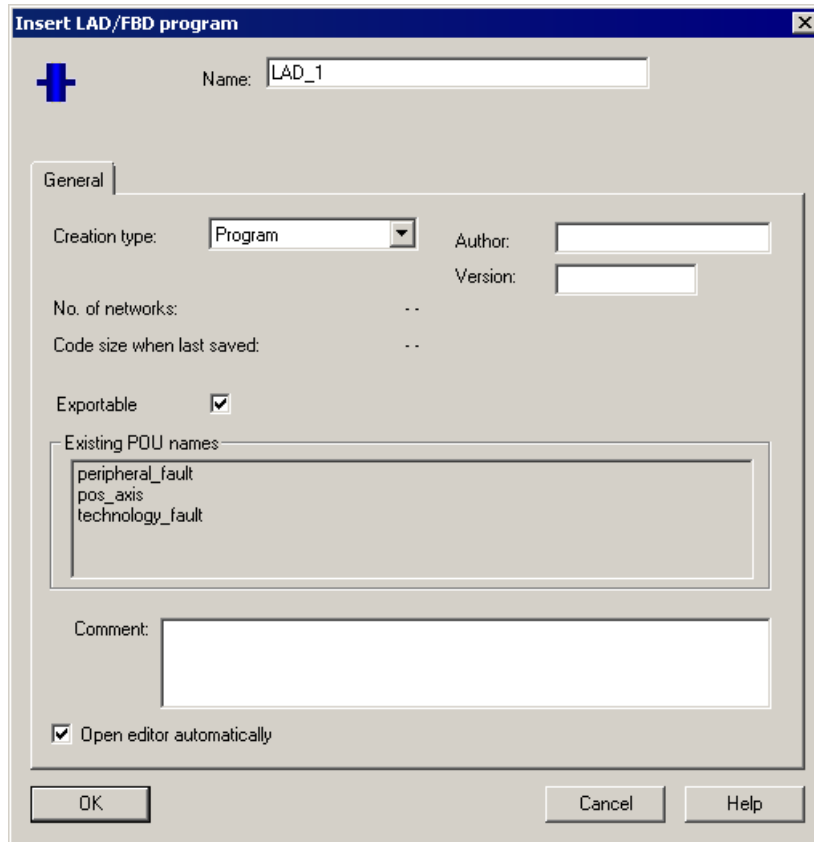 Insert LAD/FBD program
Name: LAD_1
General
Creation type: Program
Author:
Version:
No. of networks: - -
Code size when last saved: - -
Exportable
Existing POU names
peripheral_fault
pos_axis
technology_fault
Comment:
Open editor automatically
OK Cancel Help